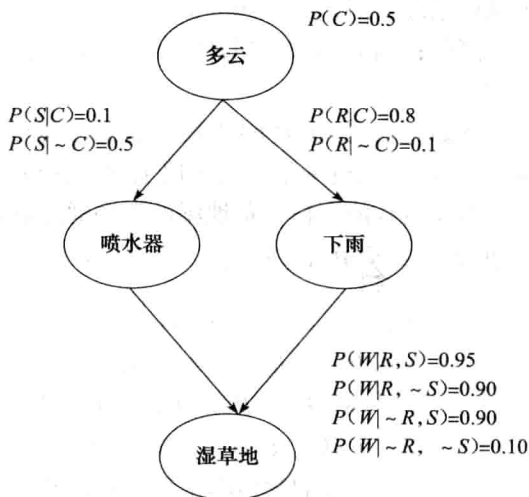 P(C)=0.5
多云
P(S|C)=0.1
P(S|~C)=0.5
P(R|C)=0.8
P(R|~C)=0.1
喷水器
下雨
P(W|R,S)=0.95
P(W|R, ~S)=0.90
P(W|~R,S)=0.90
P(W|~R, ~S)=0.10
湿草地